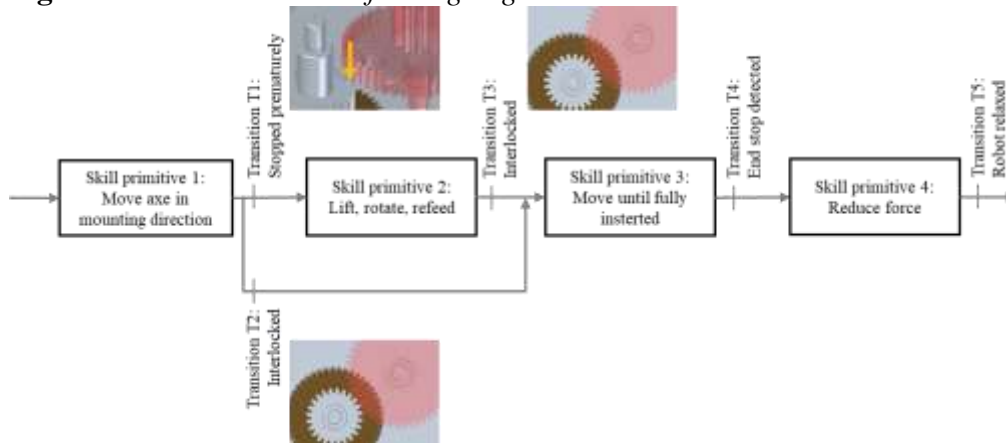 Transition T1:
Stopped prematurely
Transition T3:
Interlocked
Transition T4:
End stop detected
Transition T5:
Robot relaxed
Skill primitive 1:
Move axe in
mounting direction
Skill primitive 2:
Lift, rotate, refeed
Skill primitive 3:
Move until fully
insterted
Skill primitive 4:
Reduce force
Transition T2:
Interlocked